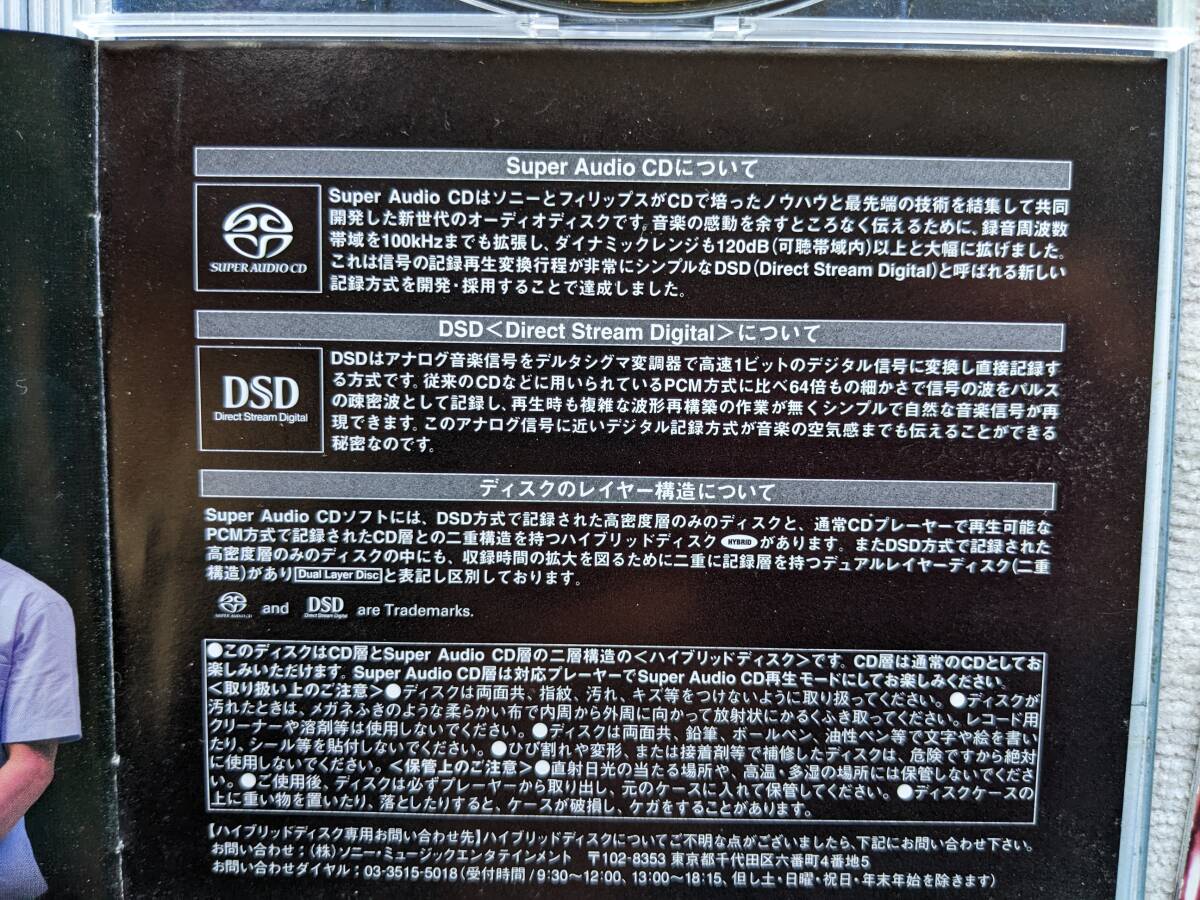 Super Audio CDについて
SUPER AUDIO CD
Super Audio CDはソニーとフィリップスがCDで培ったノウハウと最先端の技術を結集して共同
開発した新世代のオーディオディスクです。音楽の感動を余すところなく伝えるために、録音周波数
帯域を100kHzまでも拡張し、ダイナミックレンジも120dB(可聴帯域内)以上と大幅に拡げました。
これは信号の記録再生変換行程が非常にシンプルなDSD(Direct Stream Digital)と呼ばれる新しい
記録方式を開発・採用することで達成しました。
DSD<Direct Stream Digital>について
DSD
Direct Stream Digital
DSDはアナログ音楽信号をデルタシグマ変調器で高速1ビットのデジタル信号に変換し直接記録す
る方式です。従来のCDなどに用いられているPCM方式に比べ64倍もの細かさで信号の波をパルス
の疎密波として記録し、再生時も複雑な波形再構築の作業が無くシンプルで自然な音楽信号が再
現できます。このアナログ信号に近いデジタル記録方式が音楽の空気感までも伝えることができる
秘密なのです。
ディスクのレイヤー構造について
Super Audio CDソフトには、DSD方式で記録された高密度層のみのディスクと、通常CDプレーヤーで再生可能な
PCM方式で記録されたCD層との二重構造を持つハイブリッドディスク HYBRID があります。またDSD方式で記録された
高密度層のみのディスクの中にも、収録時間の拡大を図るために二重に記録層を持つデュアルレイヤーディスク(二重
構造)があり Dual Layer Disc と表記し区別しております。
SUPER AUDIO CD and DSD Direct Stream Digital are Trademarks.
●このディスクはCD層とSuper Audio CD層の二層構造の<ハイブリッドディスク>です。CD層は通常のCDとしてお
楽しみいただけます。Super Audio CD層は対応プレーヤーでSuper Audio CD再生モードにしてお楽しみください。
<取り扱い上のご注意>●ディスクは両面共、指紋、汚れ、キズ等をつけないように取り扱ってください。●ディスクが
汚れたときは、メガネふきのような柔らかい布で内周から外周に向かって放射状にかるくふき取ってください。レコード用
クリーナーや溶剤等は使用しないでください。●ディスクは両面共、鉛筆、ボールペン、油性ペン等で文字や絵を書い
たり、シール等を貼付しないでください。●ひび割れや変形、または接着剤等で補修したディスクは、危険ですから絶対
に使用しないでください。<保管上のご注意>●直射日光の当たる場所や、高温・多湿の場所には保管しないでくださ
い。●ご使用後、ディスクは必ずプレーヤーから取り出し、元のケースに入れて保管してください。●ディスクケースの
上に重い物を置いたり、落としたりすると、ケースが破損し、ケガをすることがあります。
【ハイブリッドディスク専用お問い合わせ先】ハイブリッドディスクについてご不明な点がございましたら、下記にお問い合わせ下さい。
お問い合わせ:(株)ソニー・ミュージックエンタテインメント 〒102-8353 東京都千代田区六番町4番地5
お問い合わせダイヤル:03-3515-5018(受付時間/9:30~12:00、13:00~18:15、但し土・日曜・祝日・年末年始を除きます)